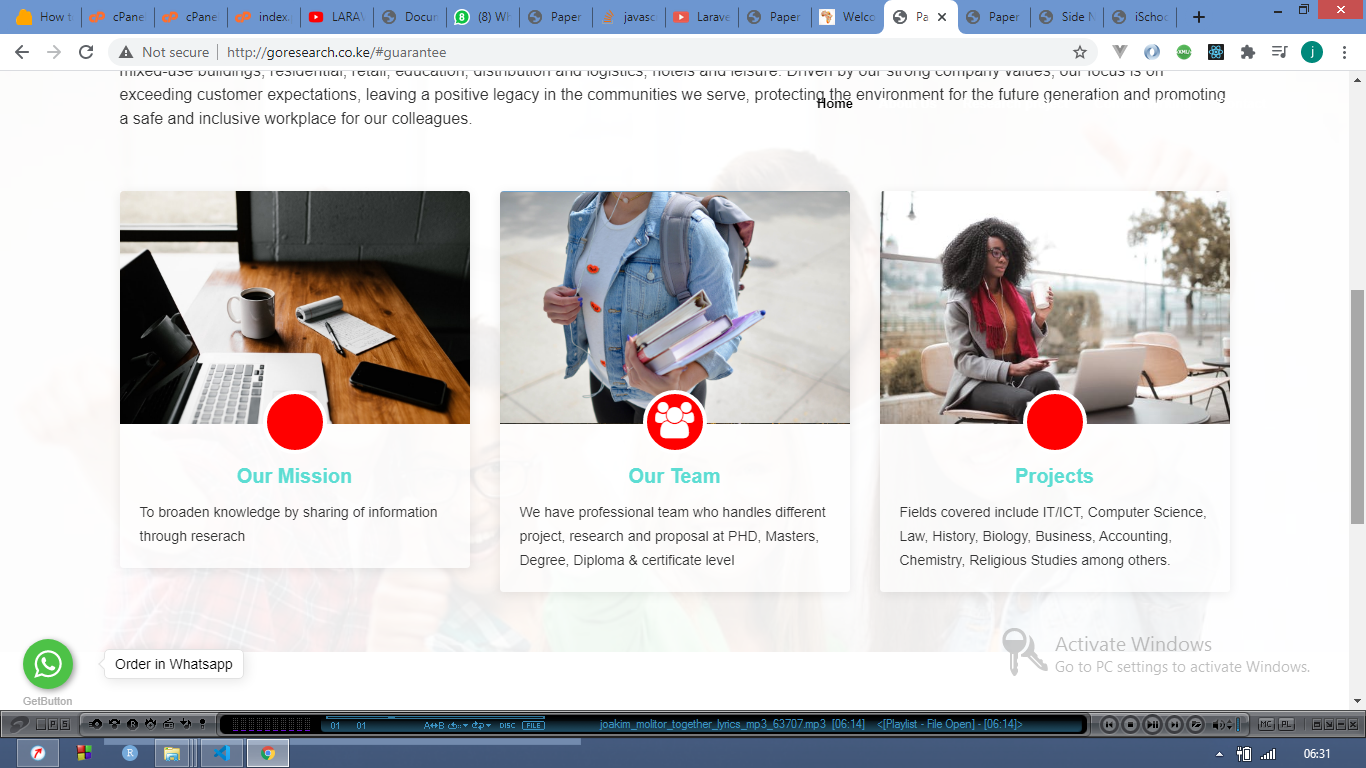 How t
cPane
cPane
index.
LARAV
Docum
(8) Wh
Paper
javasc
Larave
Paper
Welco
Pa
Paper
Side N
iSchoo
Not secure
http://goresearch.co.ke/#guarantee
j
mixed-use buildings, residential, retail, education, distribution and logistics, hotels and leisure. Driven by our strong company values, our focus is on
exceeding customer expectations, leaving a positive legacy in the communities we serve, protecting the environment for the future generation and promoting
Home
a safe and inclusive workplace for our colleagues.
Our Mission
To broaden knowledge by sharing of information
through reserach
Our Team
We have professional team who handles different
project, research and proposal at PHD, Masters,
Degree, Diploma & certificate level
Projects
Fields covered include IT/ICT, Computer Science,
Law, History, Biology, Business, Accounting,
Chemistry, Religious Studies among others.
Activate Windows
Go to PC settings to activate Windows.
Order in Whatsapp
GetButton
P S
R
01 01 A↔B DISC FILE
joakim_molitor_together_lyrics_mp3_63707.mp3 [06:14] <[Playlist - File Open] - [06:14]>
MC PL
R
06:31